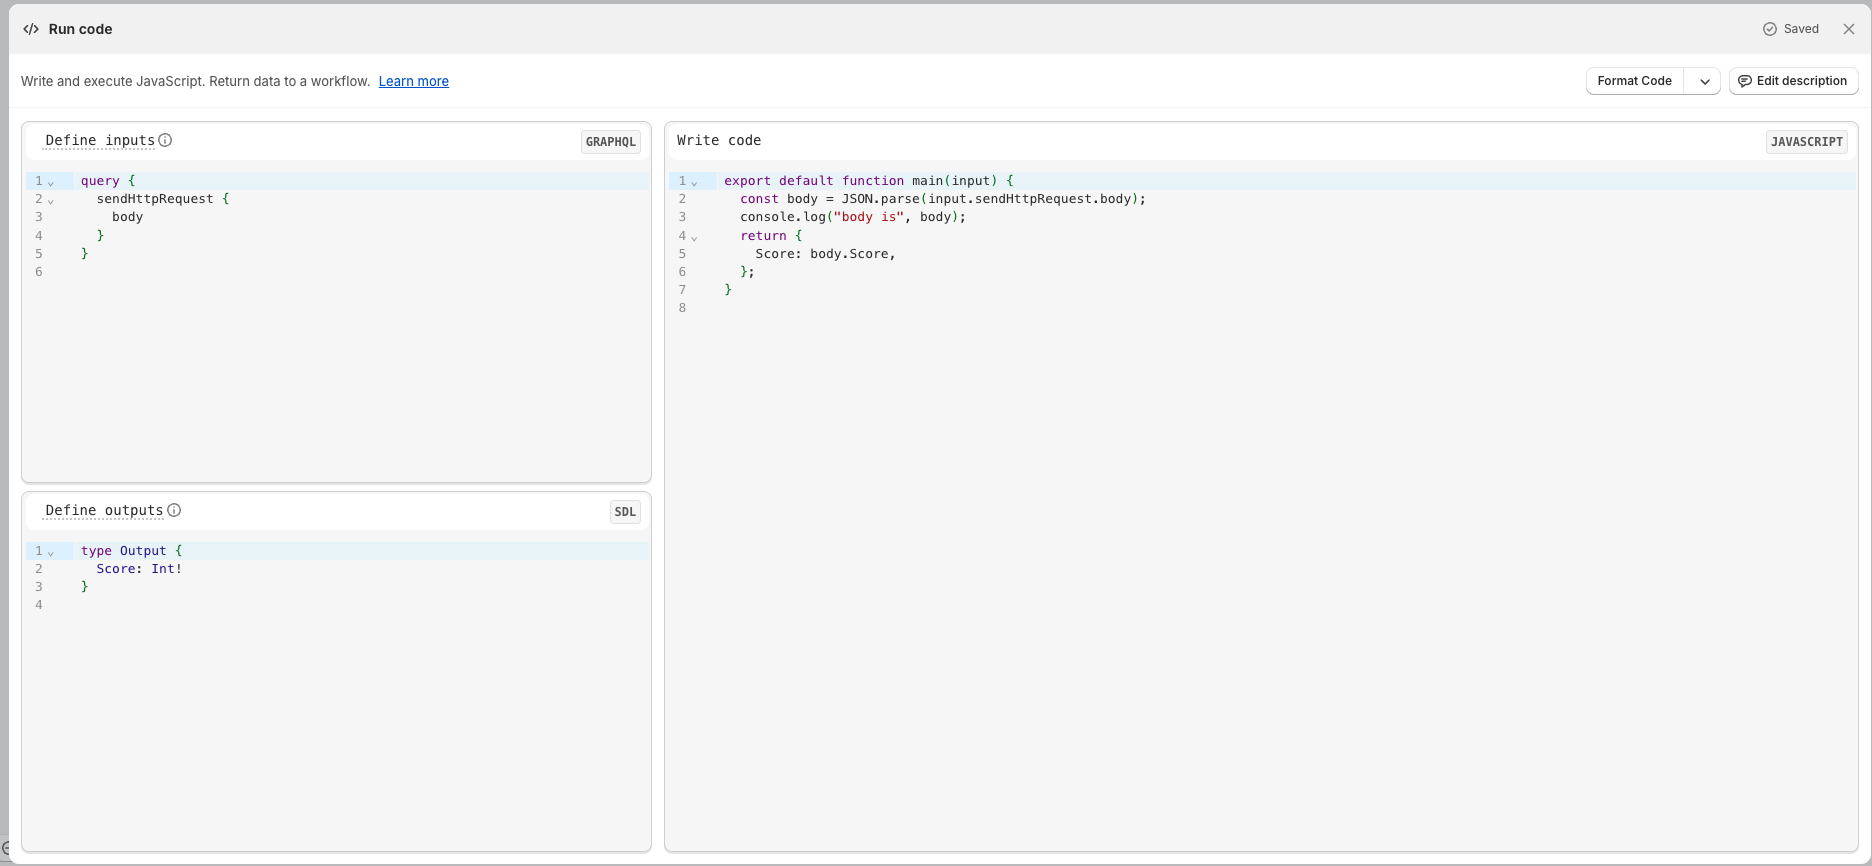 </> Run code
Saved
Write and execute JavaScript. Return data to a workflow. Learn more
Format Code
Edit description
Define inputs
GRAPHQL
1 query {
2   sendHttpRequest {
3     body
4   }
5 }
6
Define outputs
SDL
1 type Output {
2   Score: Int!
3 }
4
Write code
JAVASCRIPT
1 export default function main(input) {
2   const body = JSON.parse(input.sendHttpRequest.body);
3   console.log("body is", body);
4   return {
5     Score: body.Score,
6   };
7 }
8